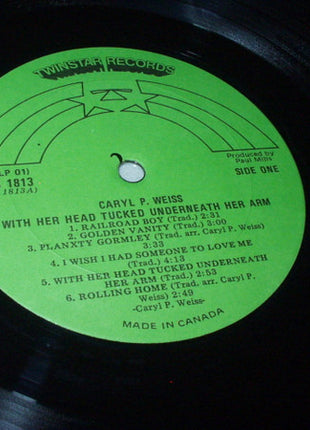 TWINSTAR RECORDS
LP 01)
1813
1813A)
Produced by
Paul Mills
SIDE ONE
CARYL P. WEISS
WITH HER HEAD TUCKED UNDERNEATH HER ARM
1. RAILROAD BOY (Trad.) 2:31
2. GOLDEN VANITY (Trad.) 3:00
3. PLANXTY GORMLEY (Trad. arr. Caryl P. Weiss)
3:33
4. I WISH I HAD SOMEONE TO LOVE ME
(Trad.) 4:13
5. WITH HER HEAD TUCKED UNDERNEATH
HER ARM (Trad.) 2:53
6. ROLLING HOME (Trad. arr. Caryl P.
Weiss) 2:49
-Caryl P. Weiss-
MADE IN CANADA